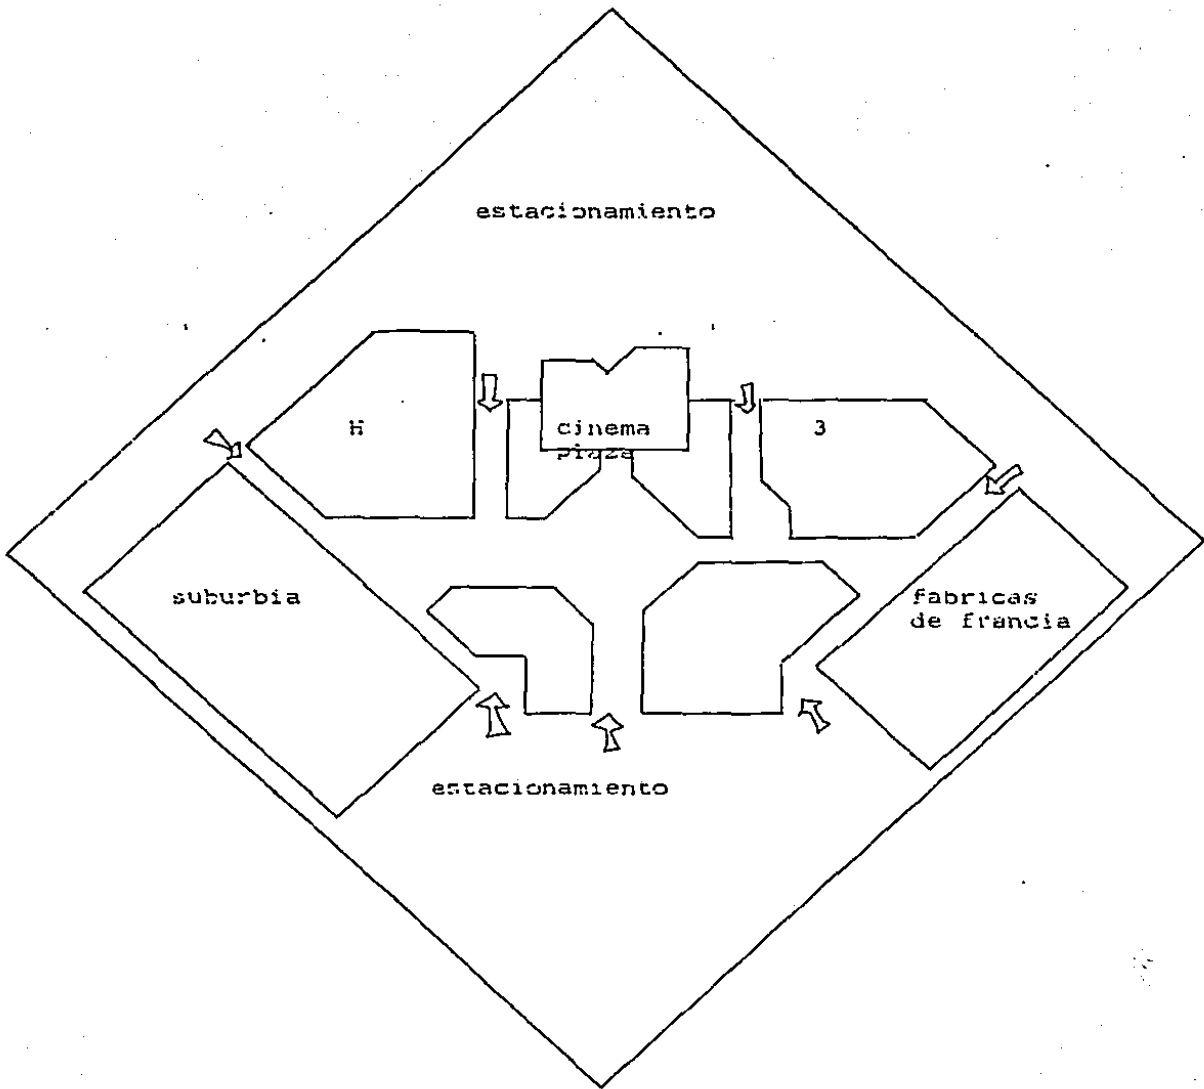 estacionamiento
H
cinema
plaza
3
suburbia
fabricas
de francia
estacionamiento